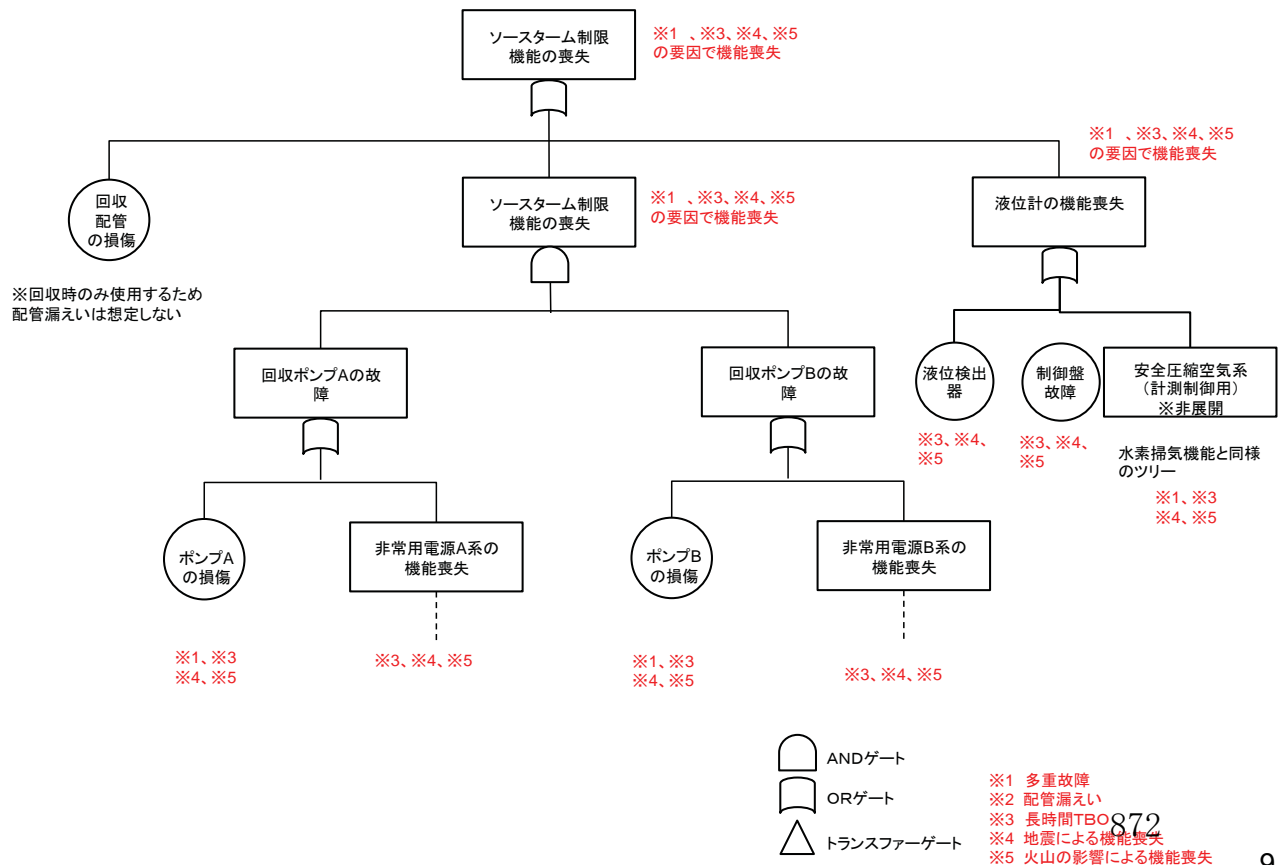 ソースターム制限
機能の喪失
※1 、※3、※4、※5
の要因で機能喪失
※1 、※3、※4、※5
の要因で機能喪失
回収
配管
の損傷
ソースターム制限
機能の喪失
※1 、※3、※4、※5
の要因で機能喪失
液位計の機能喪失
※回収時のみ使用するため
配管漏えいは想定しない
回収ポンプAの故
障
回収ポンプBの故
障
液位検出
器
制御盤
故障
安全圧縮空気系
(計測制御用)
※非展開
※3、※4、
※5
※3、※4、
※5
水素掃気機能と同様
のツリー
※1、※3
※4、※5
ポンプA
の損傷
非常用電源A系の
機能喪失
ポンプB
の損傷
非常用電源B系の
機能喪失
※1、※3
※4、※5
※3、※4、※5
※1、※3
※4、※5
※3、※4、※5
ANDゲート
ORゲート
トランスファーゲート
※1 多重故障
※2 配管漏えい
※3 長時間TBO
872
※4 地震による機能喪失
※5 火山の影響による機能喪失
9